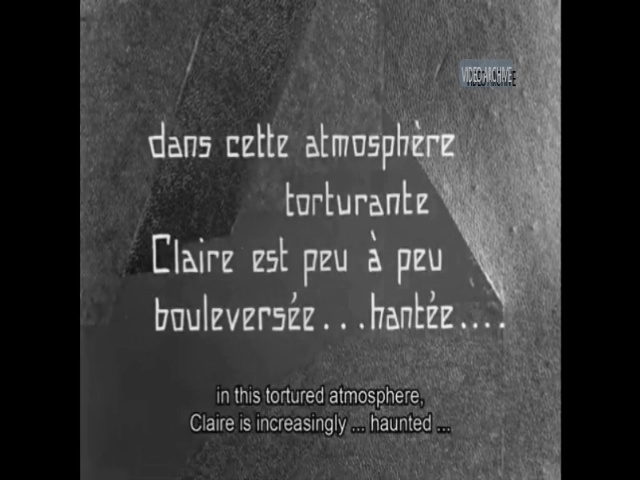 VIDEO ARCHIVE
dans cette atmosphère
torturante
Claire est peu à peu
bouleversée...hantée....
in this tortured atmosphere,
Claire is increasingly ... haunted ...